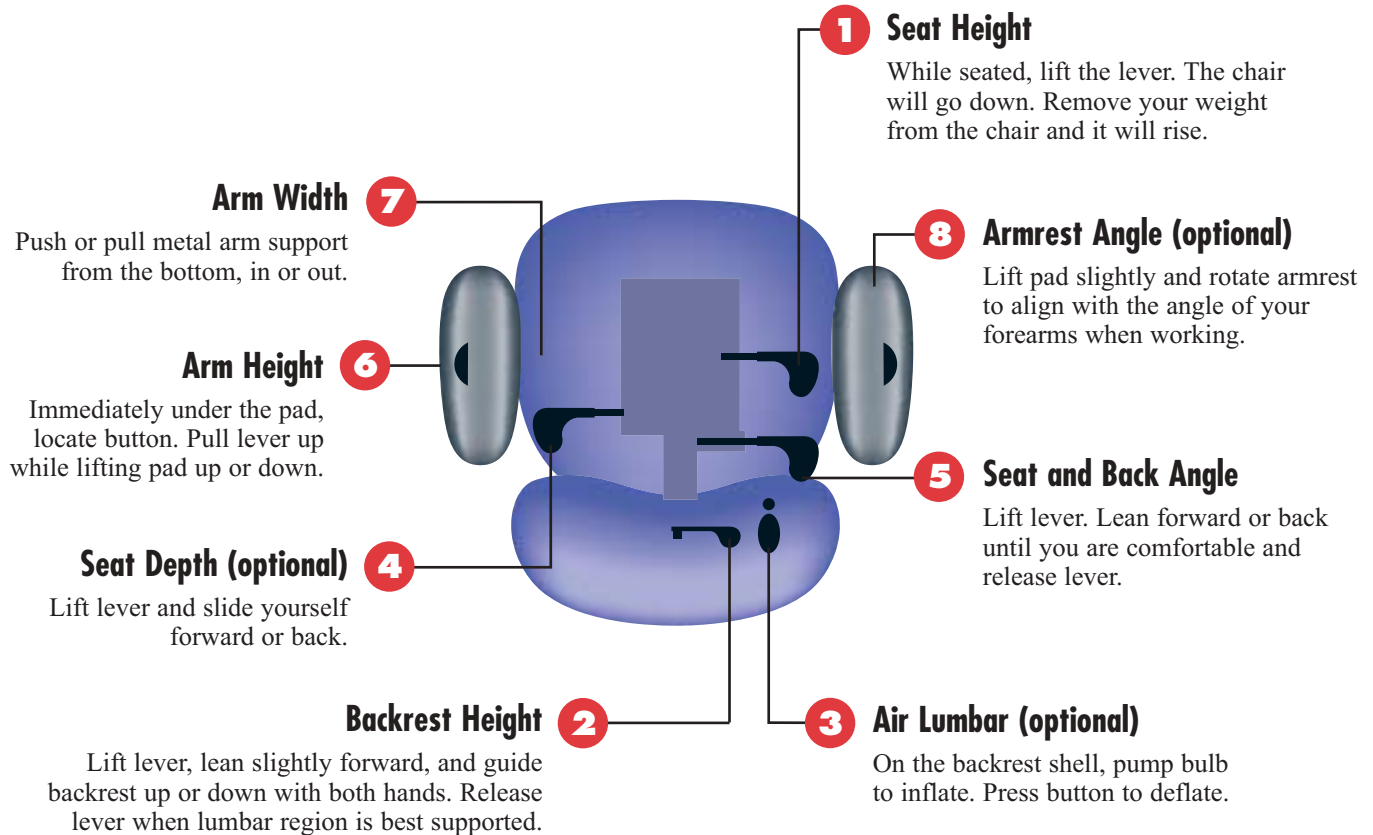 1 Seat Height
While seated, lift the lever. The chair
will go down. Remove your weight
from the chair and it will rise.
Arm Width 7
Push or pull metal arm support
from the bottom, in or out.
8 Armrest Angle (optional)
Lift pad slightly and rotate armrest
to align with the angle of your
forearms when working.
Arm Height 6
Immediately under the pad,
locate button. Pull lever up
while lifting pad up or down.
5 Seat and Back Angle
Lift lever. Lean forward or back
until you are comfortable and
release lever.
Seat Depth (optional) 4
Lift lever and slide yourself
forward or back.
Backrest Height 2
Lift lever, lean slightly forward, and guide
backrest up or down with both hands. Release
lever when lumbar region is best supported.
3 Air Lumbar (optional)
On the backrest shell, pump bulb
to inflate. Press button to deflate.